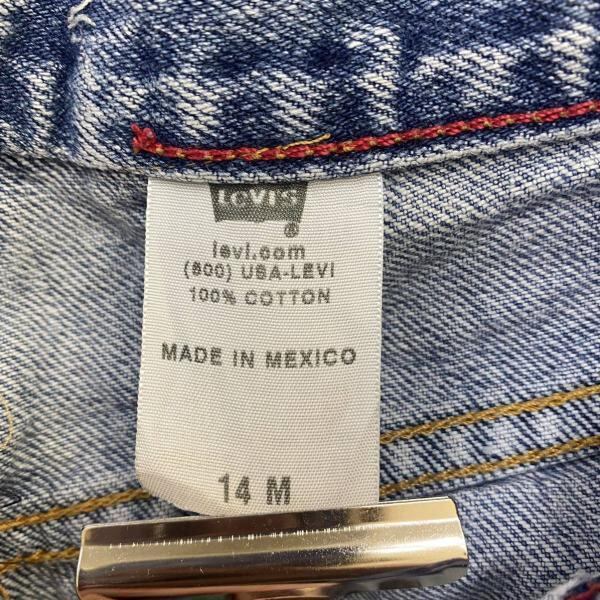 LEVI'S
®
levi.com
(800) USA-LEVI
100% COTTON
MADE IN MEXICO
14 M